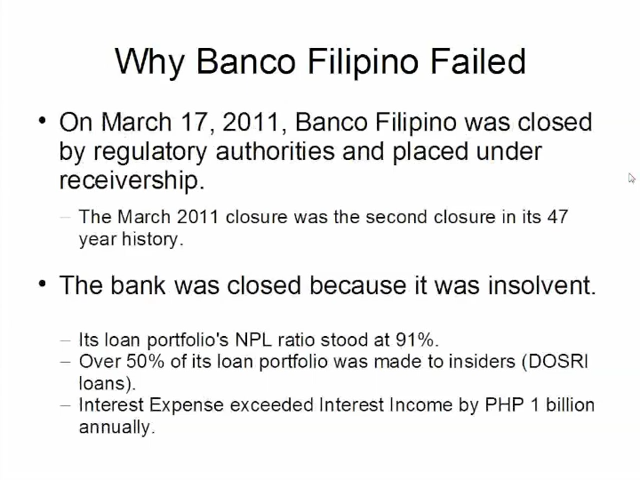 Why Banco Filipino Failed
• On March 17, 2011, Banco Filipino was closed
by regulatory authorities and placed under
receivership.
– The March 2011 closure was the second closure in its 47
year history.
• The bank was closed because it was insolvent.
– Its loan portfolio's NPL ratio stood at 91%.
– Over 50% of its loan portfolio was made to insiders (DOSRI
loans).
– Interest Expense exceeded Interest Income by PHP 1 billion
annually.